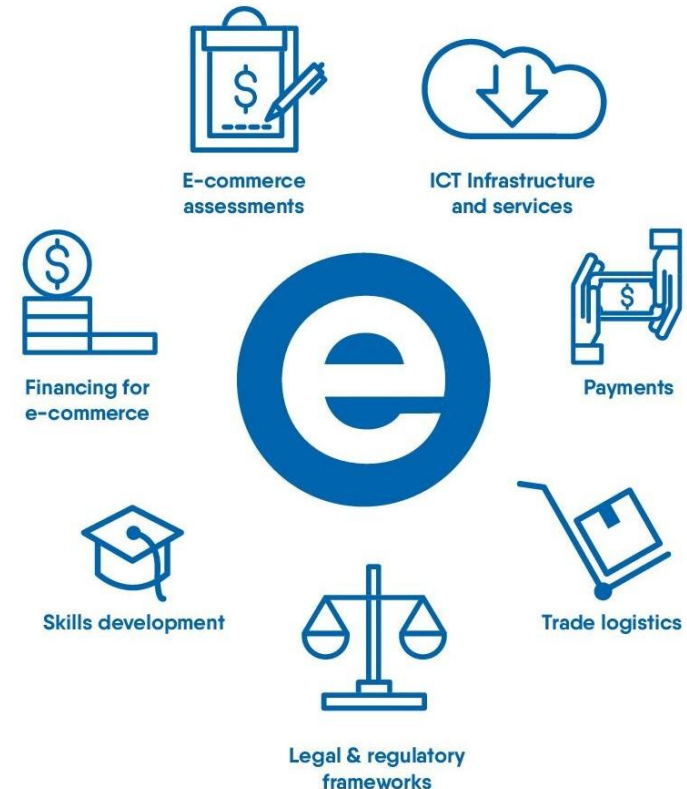 $
E-commerce
assessments
ICT Infrastructure
and services
$
Financing for
e-commerce
e
$
Payments
Skills development
Trade logistics
Legal & regulatory
frameworks